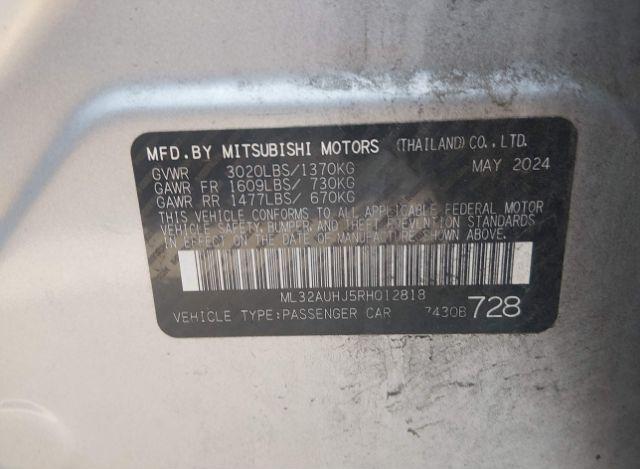 MFD.BY MITSUBISHI MOTORS (THAILAND) CO.,LTD.
GVWR 3020LBS/1370KG MAY 2024
GAWR FR 1609LBS/ 730KG
GAWR RR 1477LBS/ 670KG
THIS VEHICLE CONFORMS TO ALL APPLICABLE FEDERAL MOTOR
VEHICLE SAFETY, BUMPER, AND THEFT PREVENTION STANDARDS
IN EFFECT ON THE DATE OF MANUFACTURE SHOWN ABOVE.
ML32AUHJ5RH012818
VEHICLE TYPE:PASSENGER CAR 7430B 728